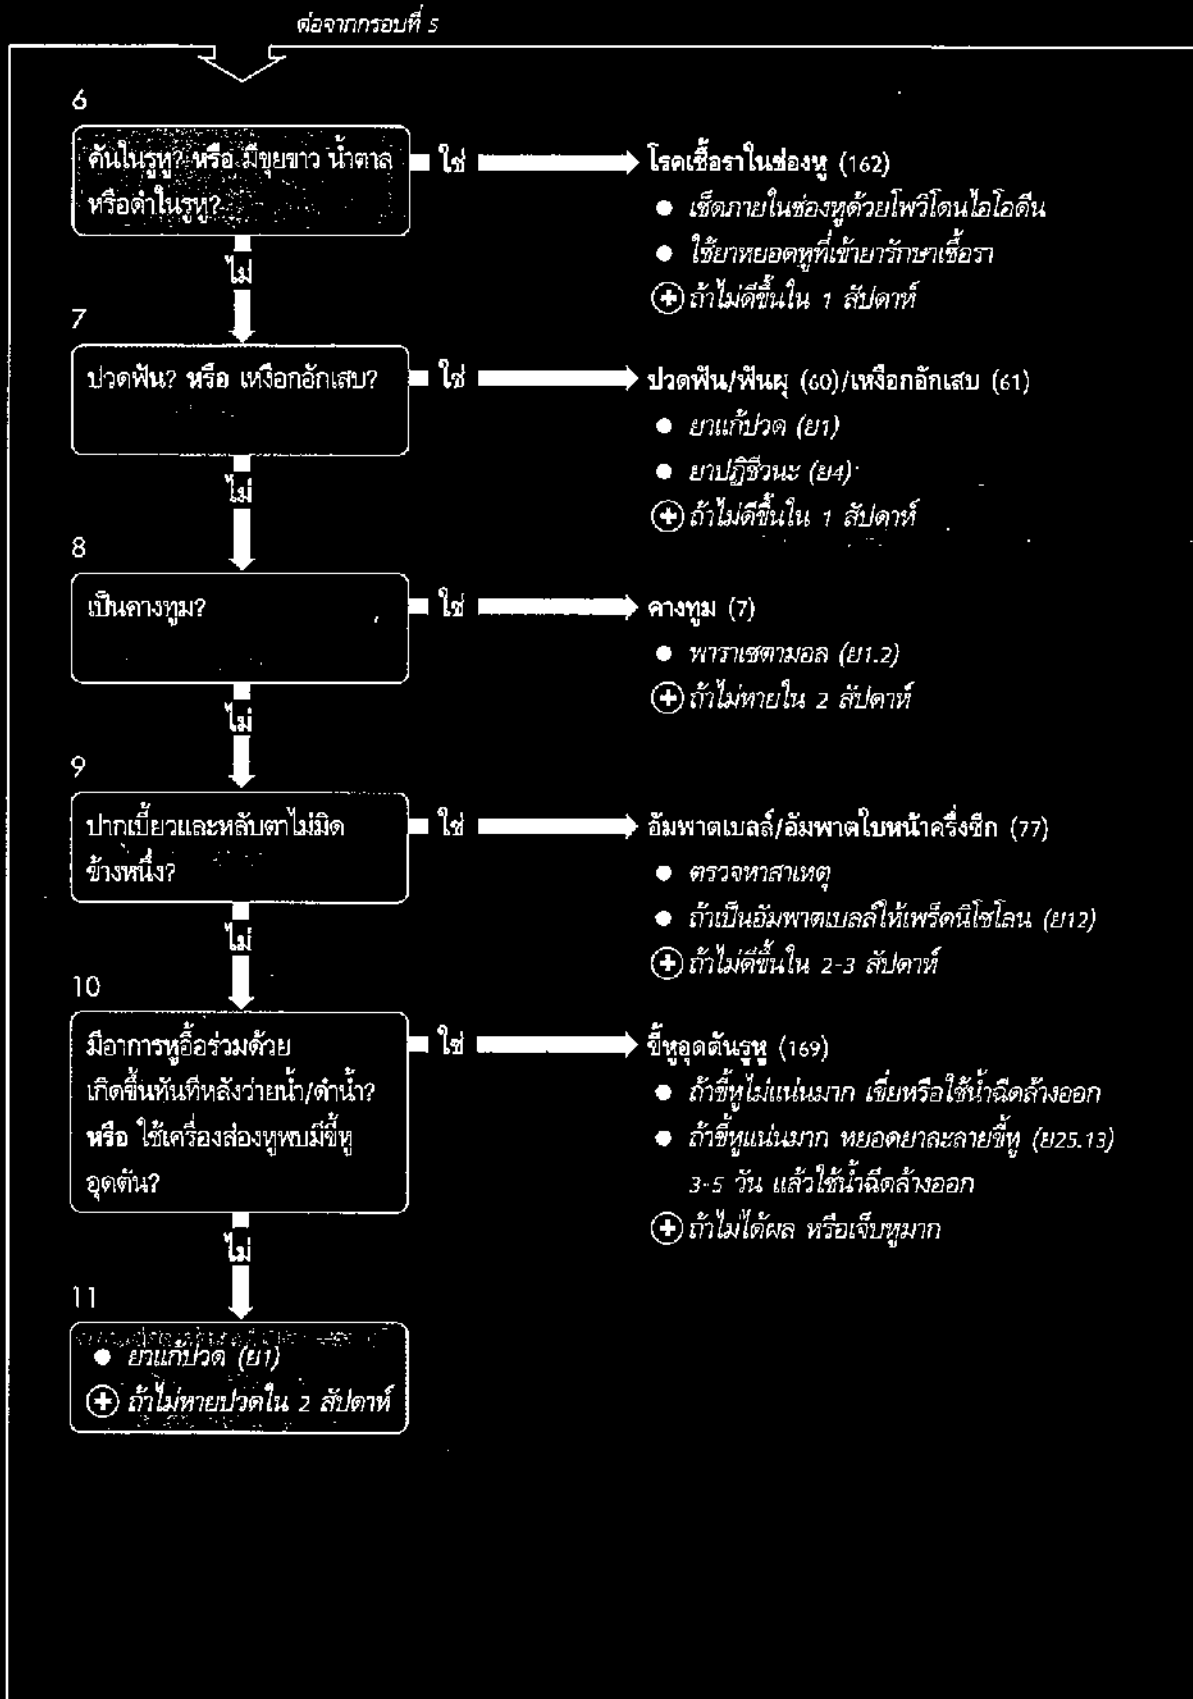 ต่อจากกรอบที่ 5
6
คันในรูหู? หรือ มีขุยขาว น้ำตาล
หรือดำในรูหู?
ใช่
โรคเชื้อราในช่องหู (162)
● เช็ดภายในช่องหูด้วยโพวิโดนไอโอดีน
● ใช้ยาหยอดหูที่เข้ายารักษาเชื้อรา
⊕ ถ้าไม่ดีขึ้นใน 1 สัปดาห์
ไม่
7
ปวดฟัน? หรือ เหงือกอักเสบ?
ใช่
ปวดฟัน/ฟันผุ (60)/เหงือกอักเสบ (61)
● ยาแก้ปวด (ย1)
● ยาปฏิชีวนะ (ย4)
⊕ ถ้าไม่ดีขึ้นใน 1 สัปดาห์
ไม่
8
เป็นคางทูม?
ใช่
คางทูม (7)
● พาราเซตามอล (ย1.2)
⊕ ถ้าไม่หายใน 2 สัปดาห์
ไม่
9
ปากเบี้ยวและหลับตาไม่มิด
ข้างหนึ่ง?
ใช่
อัมพาตเบลล์/อัมพาตใบหน้าครึ่งซีก (77)
● ตรวจหาสาเหตุ
● ถ้าเป็นอัมพาตเบลล์ให้เพร็ดนิโซโลน (ย12)
⊕ ถ้าไม่ดีขึ้นใน 2-3 สัปดาห์
ไม่
10
มีอาการหูอื้อร่วมด้วย
เกิดขึ้นทันทีหลังว่ายน้ำ/ดำน้ำ?
หรือ ใช้เครื่องส่องหูพบมีขี้หู
อุดตัน?
ใช่
ขี้หูอุดตันรูหู (169)
● ถ้าขี้หูไม่แน่นมาก เขี่ยหรือใช้น้ำฉีดล้างออก
● ถ้าขี้หูแน่นมาก หยอดยาละลายขี้หู (ย25.13)
3-5 วัน แล้วใช้น้ำฉีดล้างออก
⊕ ถ้าไม่ได้ผล หรือเจ็บหูมาก
ไม่
11
● ยาแก้ปวด (ย1)
⊕ ถ้าไม่หายปวดใน 2 สัปดาห์